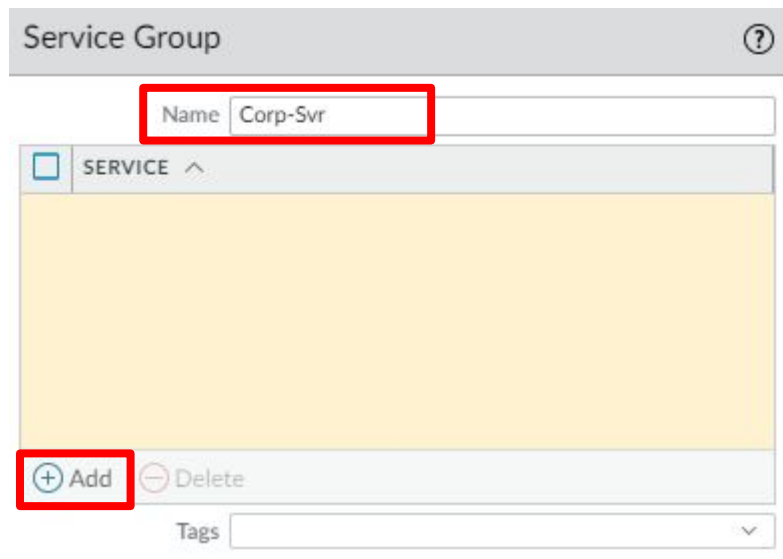 Service Group
Name Corp-Svr
SERVICE
Add Delete
Tags